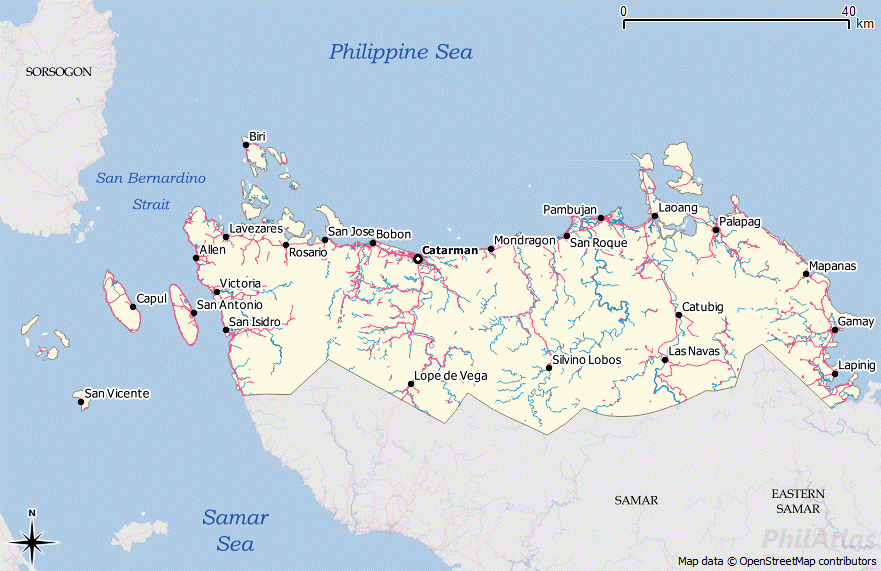 0
40
km
Philippine Sea
SORSOGON
Biri
San Bernardino
Strait
Pambujan
Laoang
Palapag
Lavezares
San Jose
Bobon
Allen
Rosario
Catarman
Mondragon
San Roque
Mapanas
Victoria
Capul
San Antonio
Catubig
San Isidro
Gamay
Silvino Lobos
Las Navas
Lapinig
Lope de Vega
San Vicente
SAMAR
EASTERN
SAMAR
N
Samar
Sea
PhilAtlas
Map data © OpenStreetMap contributors